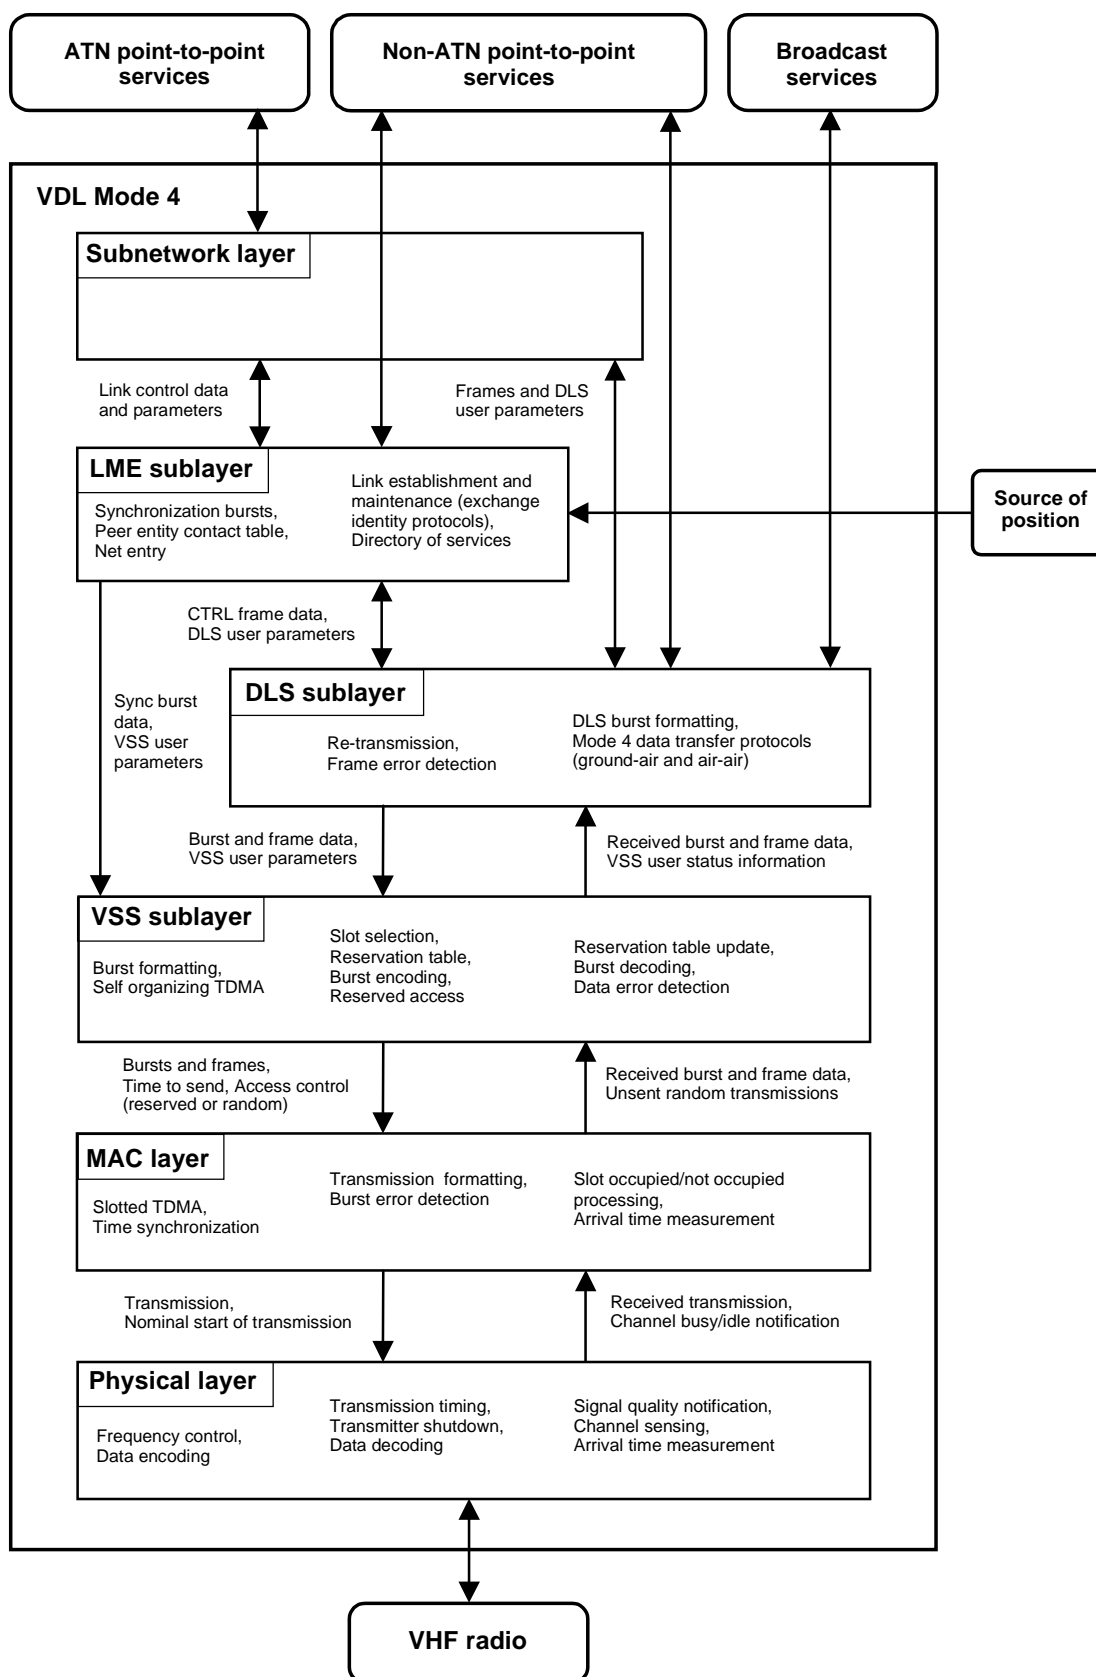 ATN point-to-point
services
Non-ATN point-to-point
services
Broadcast
services
VDL Mode 4
Subnetwork layer
Link control data
and parameters
Frames and DLS
user parameters
LME sublayer
Synchronization bursts,
Peer entity contact table,
Net entry
Link establishment and
maintenance (exchange
identity protocols),
Directory of services
Source of
position
CTRL frame data,
DLS user parameters
Sync burst
data,
VSS user
parameters
DLS sublayer
Re-transmission,
Frame error detection
DLS burst formatting,
Mode 4 data transfer protocols
(ground-air and air-air)
Burst and frame data,
VSS user parameters
Received burst and frame data,
VSS user status information
VSS sublayer
Burst formatting,
Self organizing TDMA
Slot selection,
Reservation table,
Burst encoding,
Reserved access
Reservation table update,
Burst decoding,
Data error detection
Bursts and frames,
Time to send, Access control
(reserved or random)
Received burst and frame data,
Unsent random transmissions
MAC layer
Slotted TDMA,
Time synchronization
Transmission formatting,
Burst error detection
Slot occupied/not occupied
processing,
Arrival time measurement
Transmission,
Nominal start of transmission
Received transmission,
Channel busy/idle notification
Physical layer
Frequency control,
Data encoding
Transmission timing,
Transmitter shutdown,
Data decoding
Signal quality notification,
Channel sensing,
Arrival time measurement
VHF radio